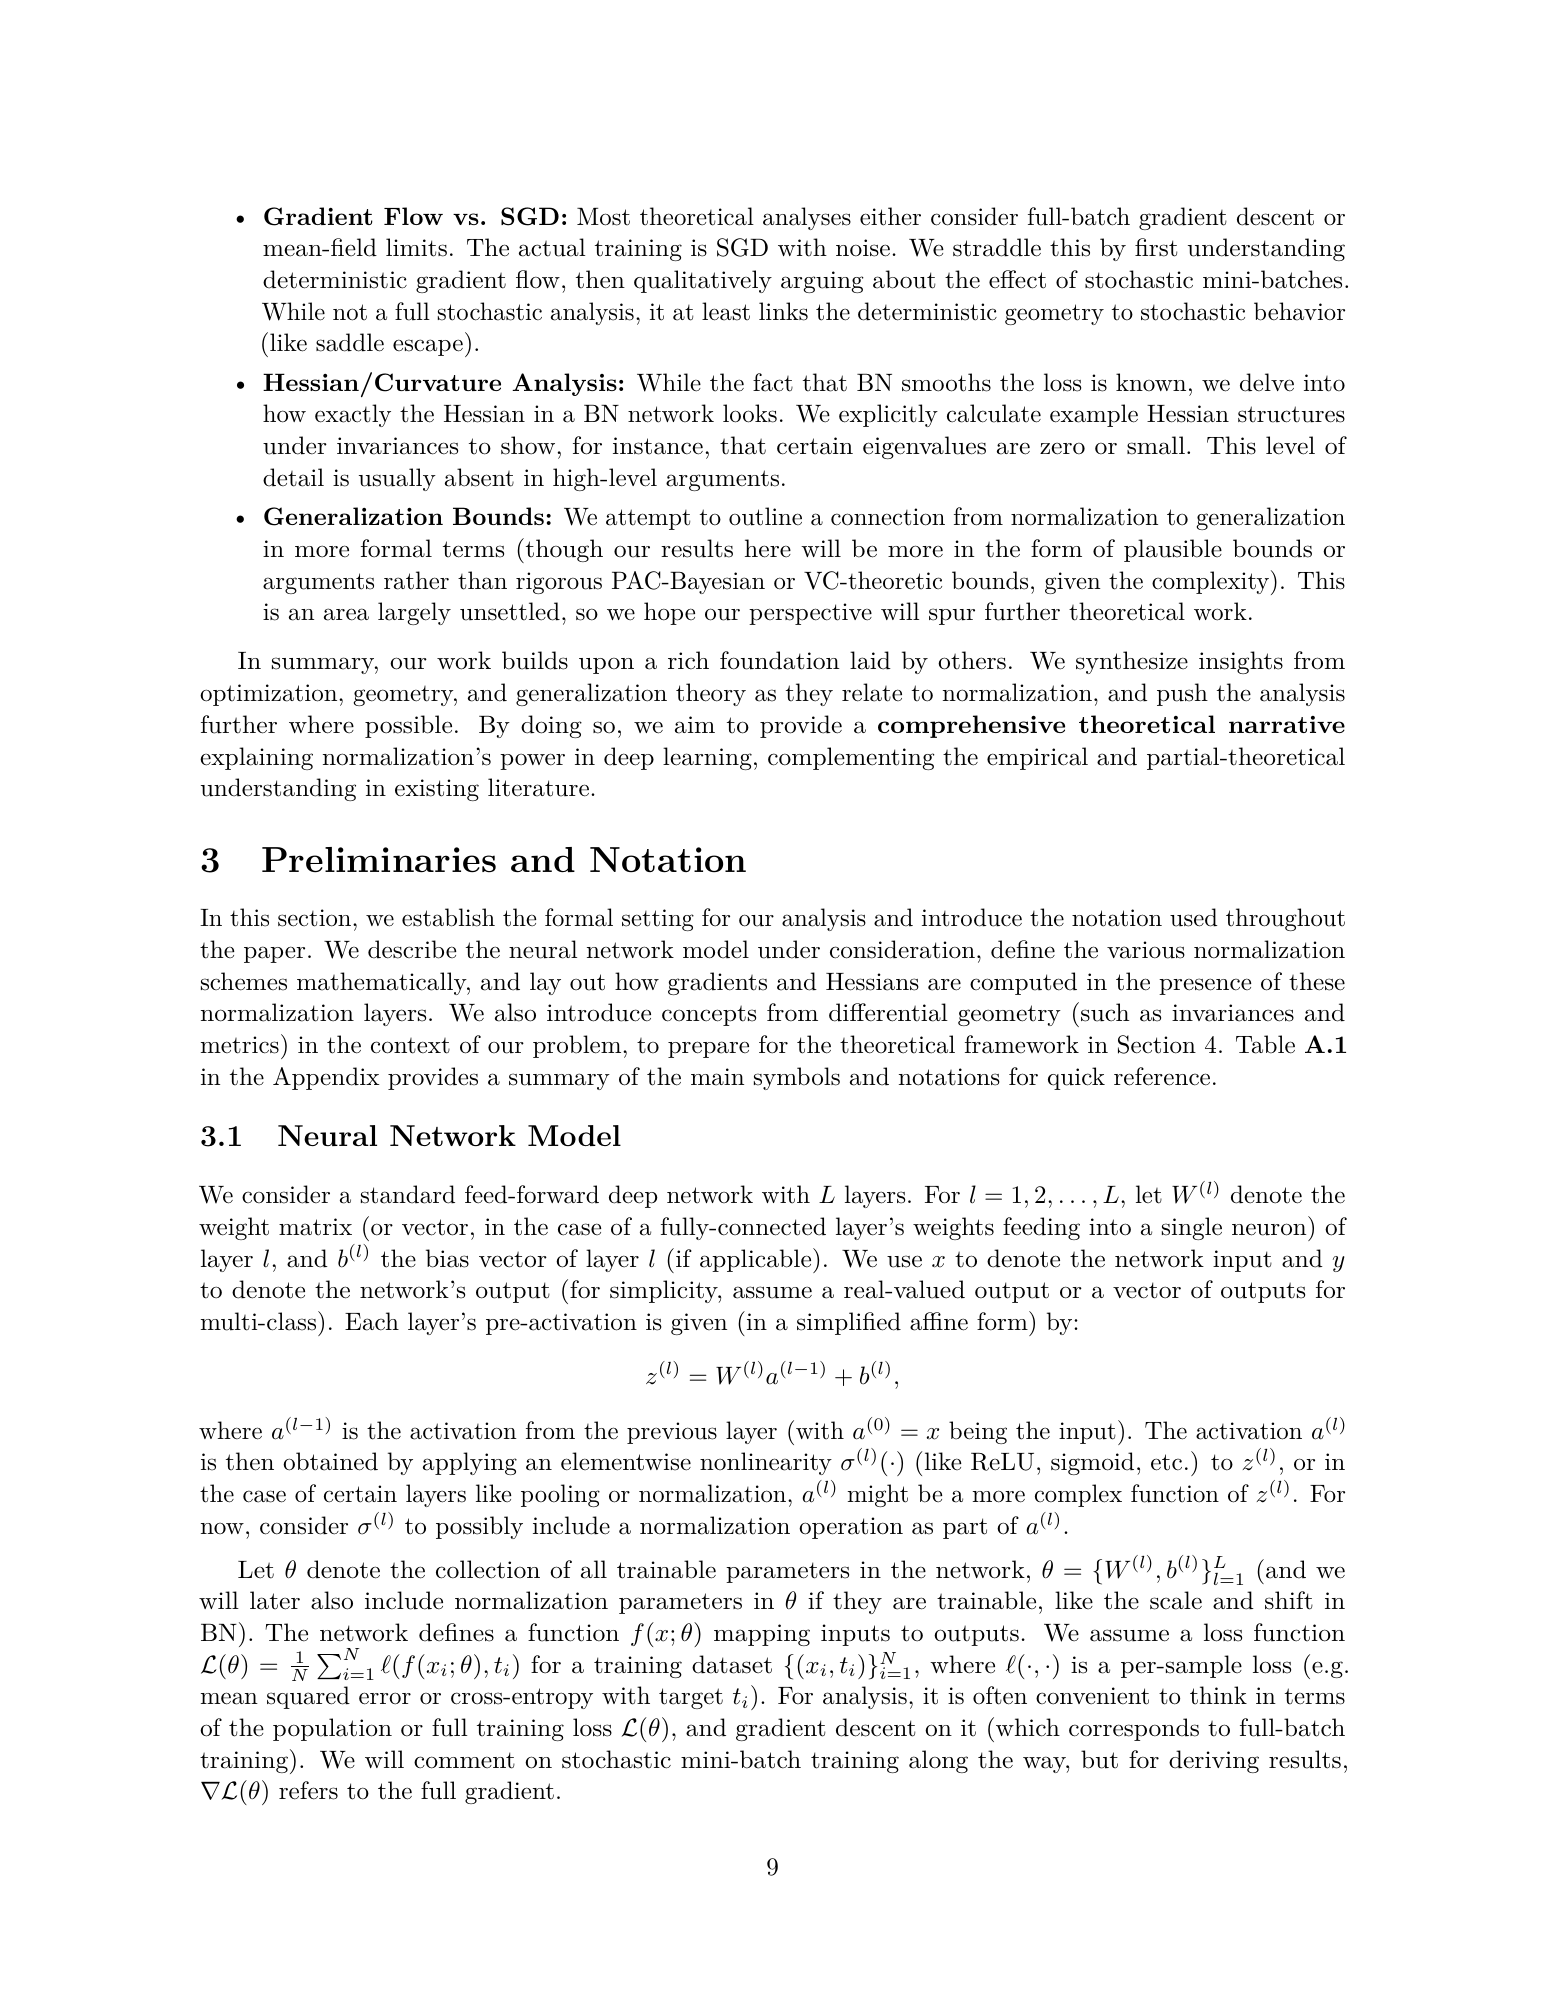 • Gradient Flow vs. SGD: Most theoretical analyses either consider full-batch gradient descent or
mean-field limits. The actual training is SGD with noise. We straddle this by first understanding
deterministic gradient flow, then qualitatively arguing about the effect of stochastic mini-batches.
While not a full stochastic analysis, it at least links the deterministic geometry to stochastic behavior
(like saddle escape).
• Hessian/Curvature Analysis: While the fact that BN smooths the loss is known, we delve into
how exactly the Hessian in a BN network looks. We explicitly calculate example Hessian structures
under invariances to show, for instance, that certain eigenvalues are zero or small. This level of
detail is usually absent in high-level arguments.
• Generalization Bounds: We attempt to outline a connection from normalization to generalization
in more formal terms (though our results here will be more in the form of plausible bounds or
arguments rather than rigorous PAC-Bayesian or VC-theoretic bounds, given the complexity). This
is an area largely unsettled, so we hope our perspective will spur further theoretical work.
In summary, our work builds upon a rich foundation laid by others. We synthesize insights from
optimization, geometry, and generalization theory as they relate to normalization, and push the analysis
further where possible. By doing so, we aim to provide a comprehensive theoretical narrative
explaining normalization's power in deep learning, complementing the empirical and partial-theoretical
understanding in existing literature.
3 Preliminaries and Notation
In this section, we establish the formal setting for our analysis and introduce the notation used throughout
the paper. We describe the neural network model under consideration, define the various normalization
schemes mathematically, and lay out how gradients and Hessians are computed in the presence of these
normalization layers. We also introduce concepts from differential geometry (such as invariances and
metrics) in the context of our problem, to prepare for the theoretical framework in Section 4. Table A.1
in the Appendix provides a summary of the main symbols and notations for quick reference.
3.1 Neural Network Model
We consider a standard feed-forward deep network with $L$ layers. For $l = 1, 2, \ldots, L$, let $W^{(l)}$ denote the
weight matrix (or vector, in the case of a fully-connected layer's weights feeding into a single neuron) of
layer $l$, and $b^{(l)}$ the bias vector of layer $l$ (if applicable). We use $x$ to denote the network input and $y$
to denote the network's output (for simplicity, assume a real-valued output or a vector of outputs for
multi-class). Each layer's pre-activation is given (in a simplified affine form) by:
$z^{(l)} = W^{(l)} a^{(l-1)} + b^{(l)},$
where $a^{(l-1)}$ is the activation from the previous layer (with $a^{(0)} = x$ being the input). The activation $a^{(l)}$
is then obtained by applying an elementwise nonlinearity $\sigma^{(l)}(\cdot)$ (like ReLU, sigmoid, etc.) to $z^{(l)}$, or in
the case of certain layers like pooling or normalization, $a^{(l)}$ might be a more complex function of $z^{(l)}$. For
now, consider $\sigma^{(l)}$ to possibly include a normalization operation as part of $a^{(l)}$.
Let $\theta$ denote the collection of all trainable parameters in the network, $\theta = \{W^{(l)}, b^{(l)}\}_{l=1}^{L}$ (and we
will later also include normalization parameters in $\theta$ if they are trainable, like the scale and shift in
BN). The network defines a function $f(x; \theta)$ mapping inputs to outputs. We assume a loss function
$\mathcal{L}(\theta) = \frac{1}{N} \sum_{i=1}^{N} \ell(f(x_i; \theta), t_i)$ for a training dataset $\{(x_i, t_i)\}_{i=1}^{N}$, where $\ell(\cdot, \cdot)$ is a per-sample loss (e.g.
mean squared error or cross-entropy with target $t_i$). For analysis, it is often convenient to think in terms
of the population or full training loss $\mathcal{L}(\theta)$, and gradient descent on it (which corresponds to full-batch
training). We will comment on stochastic mini-batch training along the way, but for deriving results,
$\nabla \mathcal{L}(\theta)$ refers to the full gradient.
9